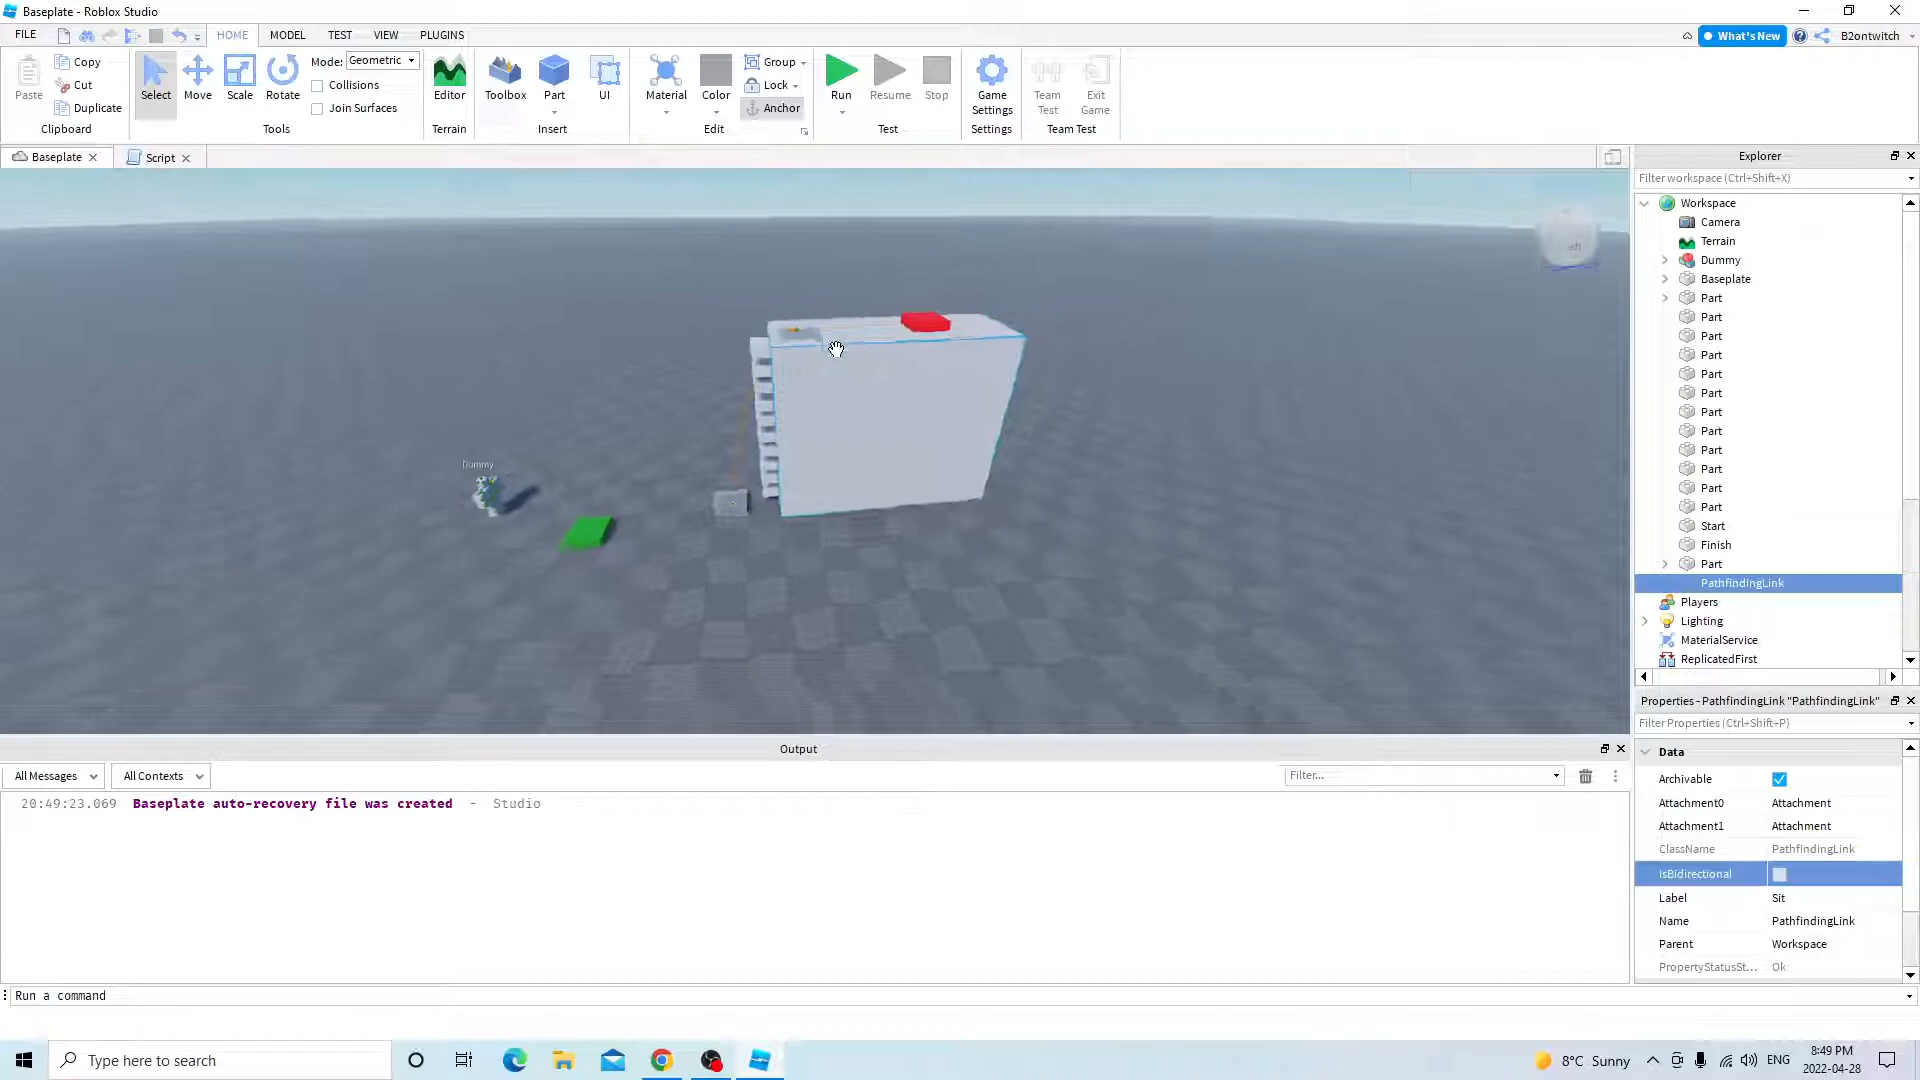 Baseplate - Roblox Studio
FILE HOME MODEL TEST VIEW PLUGINS What's New B2ontwitch
Paste Copy Cut Duplicate Clipboard
Select Move Scale Rotate Mode: Geometric Collisions Join Surfaces Tools
Editor Terrain
Toolbox Part UI Insert
Material Color Group Lock Anchor Edit
Run Resume Stop Test
Game Settings Settings
Team Test Exit Game Team Test
Baseplate Script
Dummy
Explorer
Filter workspace (Ctrl+Shift+X)
Workspace
Camera
Terrain
Dummy
Baseplate
Part
Part
Part
Part
Part
Part
Part
Part
Part
Part
Part
Part
Start
Finish
Part
PathfindingLink
Players
Lighting
MaterialService
ReplicatedFirst
Properties - PathfindingLink "PathfindingLink"
Filter Properties (Ctrl+Shift+P)
Data
Archivable
Attachment0 Attachment
Attachment1 Attachment
ClassName PathfindingLink
IsBidirectional
Label Sit
Name PathfindingLink
Parent Workspace
PropertyStatusSt... Ok
Output
All Messages All Contexts Filter...
20:49:23.069 Baseplate auto-recovery file was created - Studio
Run a command
Type here to search
8°C Sunny ENG 8:49 PM
2022-04-28